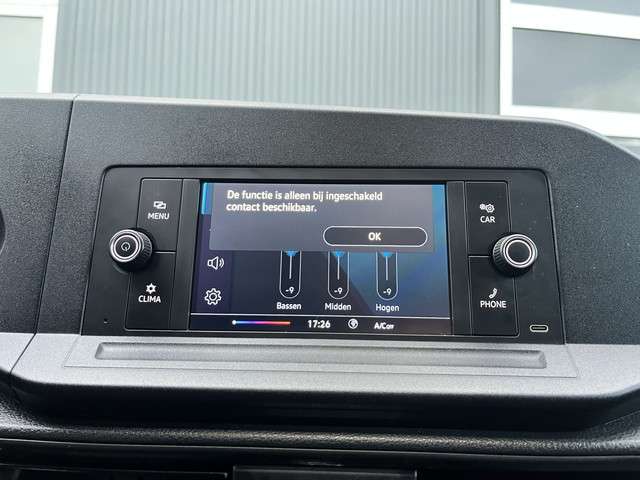 MENU
CLIMA
De functie is alleen bij ingeschakeld
contact beschikbaar.
OK
-9 -9 -9
Bassen Midden Hogen
17:26 A/C OFF
CAR
PHONE